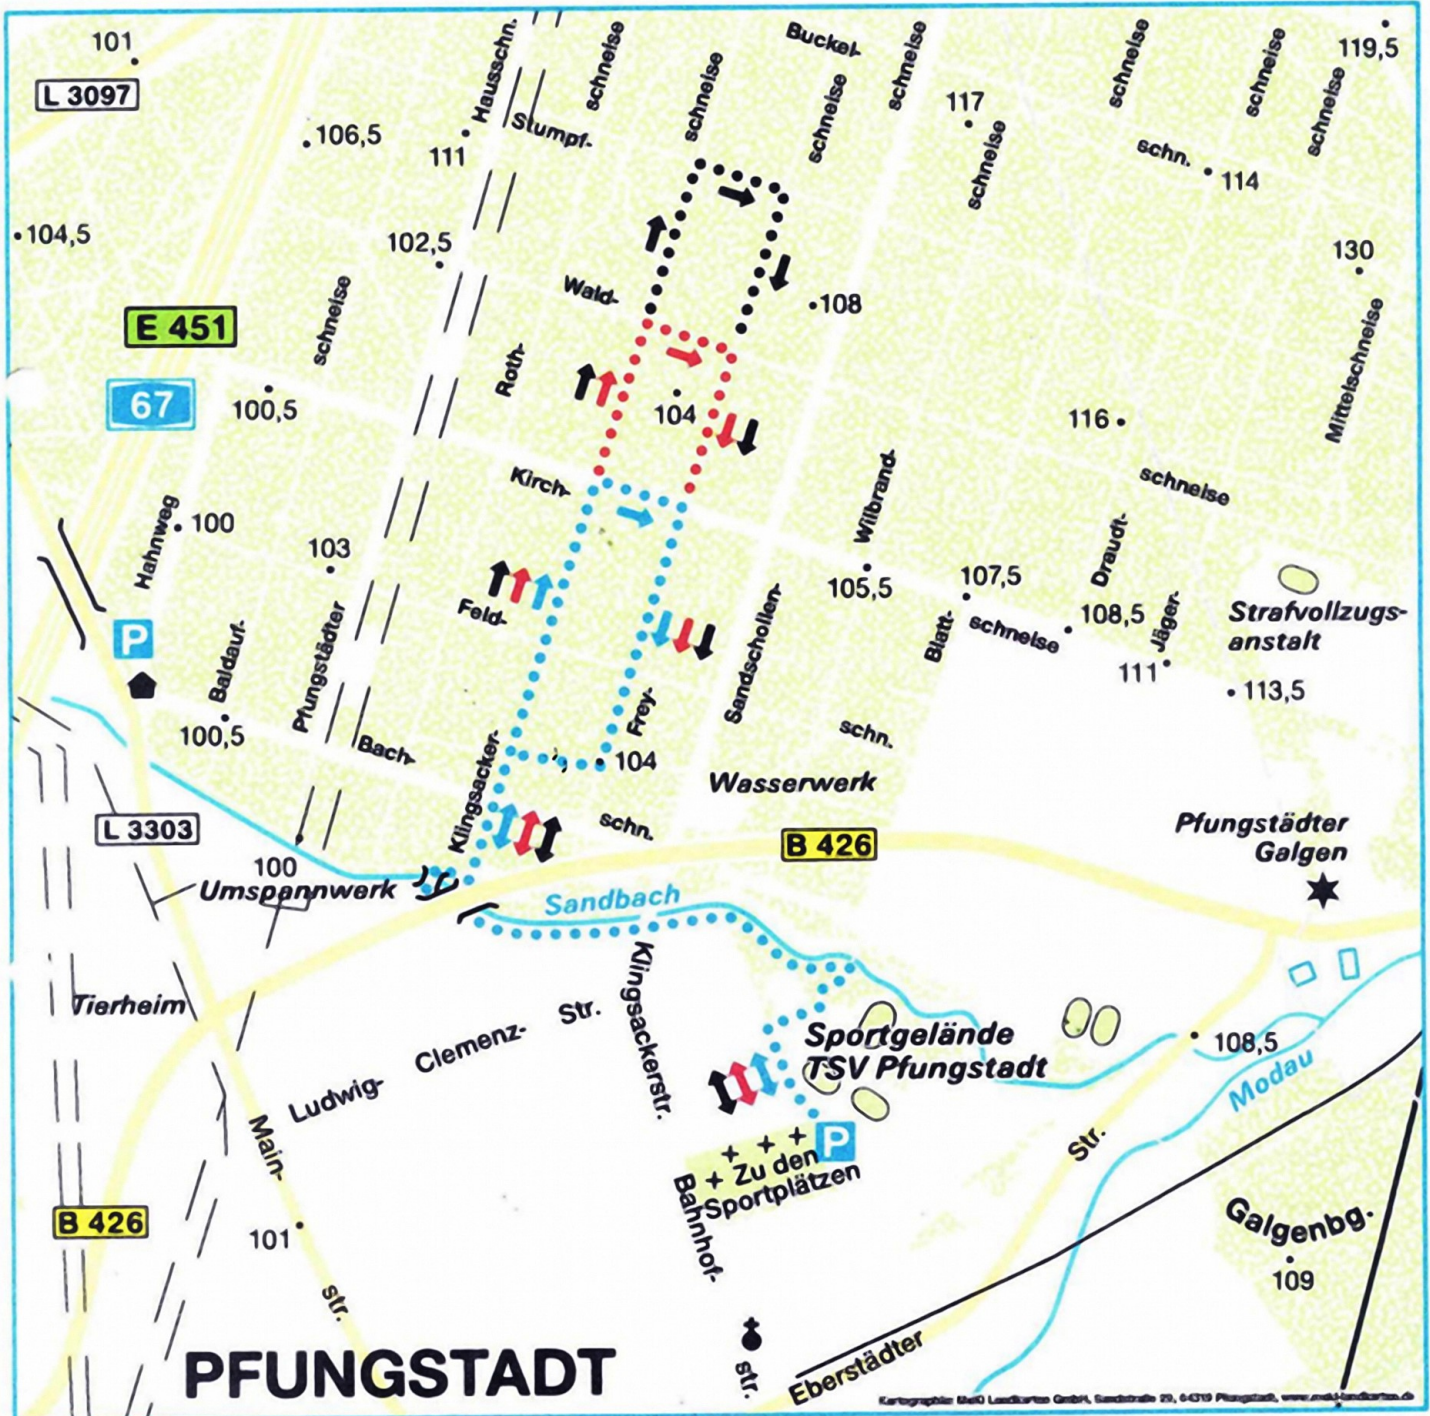 101
L 3097
106,5
111
Hausschn.
schneise
schneise
Buckel-
schneise
schneise
117
schneise
schneise
schneise
schneise
119,5
Stumpf-
schn.
114
104,5
102,5
130
Wald-
108
E 451
schneise
67
100,5
Roth-
104
116
Mittelschneise
Kirch-
schneise
Hahnweg
100
103
Wilbrand-
105,5
107,5
Draudt-
108,5
Strafvollzugs-
anstalt
P
Feld-
Baldauf-
Pfungstädter
Sandschollen-
Blatt-
schneise
Jäger-
111
113,5
100,5
Bach-
Klingsacker-
Frey-
104
schn.
Wasserwerk
L 3303
schn.
B 426
Pfungstädter
Galgen
100
Umspannwerk
Sandbach
Tierheim
Klingsackerstr.
Ludwig-
Clemenz-
Str.
Sportgelände
TSV Pfungstadt
108,5
Modau
Main-
str.
101
B 426
P
Zu den
Sportplätzen
Bahnhof-
str.
Str.
Eberstädter
Galgenbg.
109
PFUNGSTADT